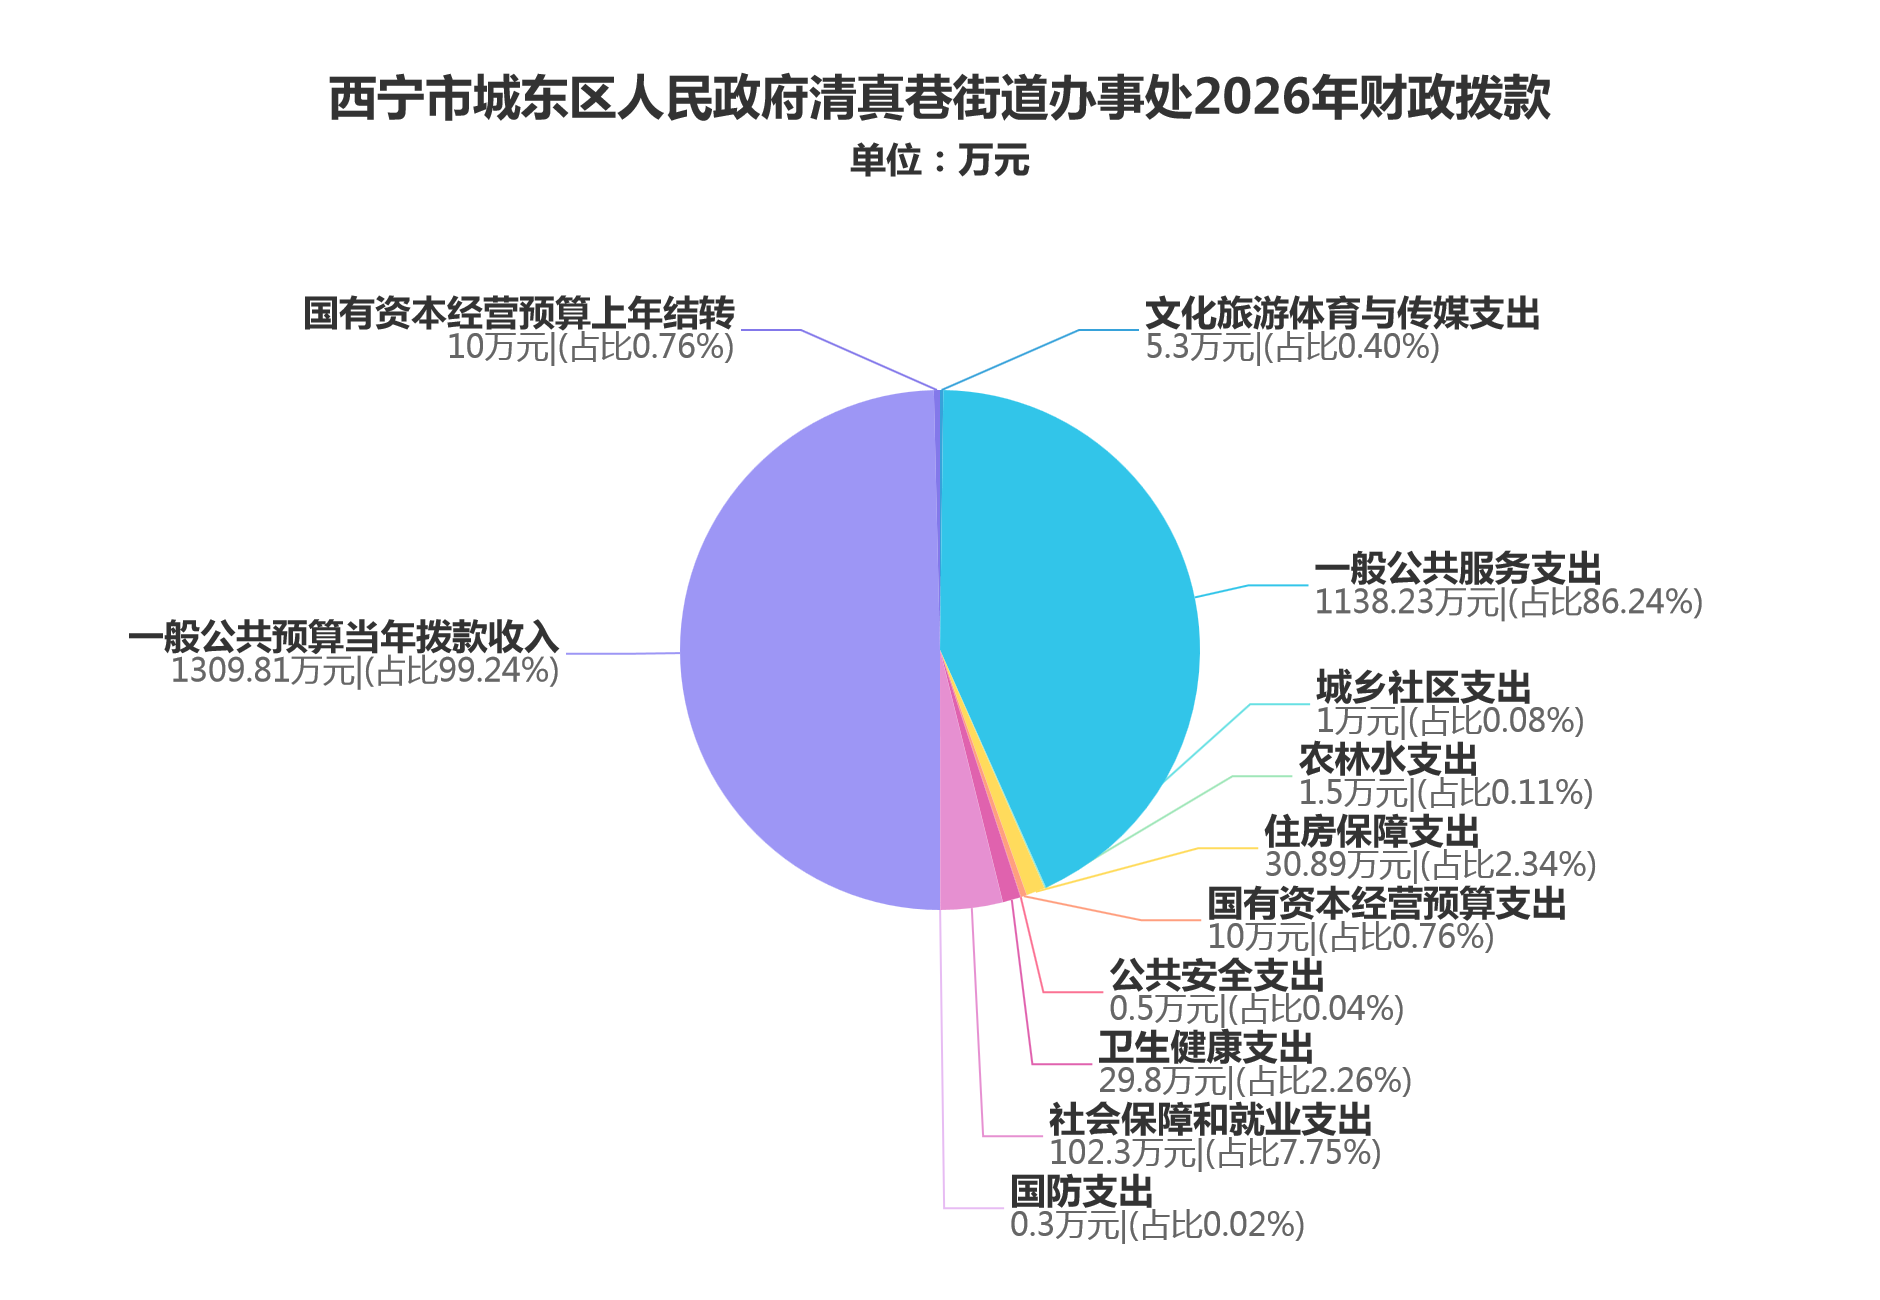 西宁市城东区人民政府清真巷街道办事处2026年财政拨款
单位：万元
国有资本经营预算上年结转
10万元|(占比0.76%)
文化旅游体育与传媒支出
5.3万元|(占比0.40%)
一般公共服务支出
1138.23万元|(占比86.24%)
一般公共预算当年拨款收入
1309.81万元|(占比99.24%)
城乡社区支出
1万元|(占比0.08%)
农林水支出
1.5万元|(占比0.11%)
住房保障支出
30.89万元|(占比2.34%)
国有资本经营预算支出
10万元|(占比0.76%)
公共安全支出
0.5万元|(占比0.04%)
卫生健康支出
29.8万元|(占比2.26%)
社会保障和就业支出
102.3万元|(占比7.75%)
国防支出
0.3万元|(占比0.02%)